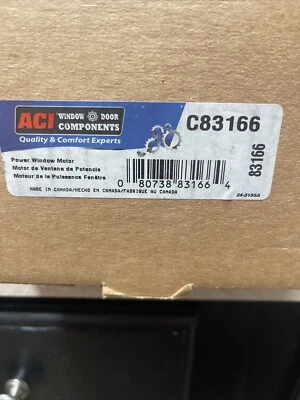 ACI WINDOW DOOR COMPONENTS
Quality & Comfort Experts
C83166
Power Window Motor
Motor de Ventana de Potencia
Moteur de la Puissance Fenêtre
0 80738 83166 4
83166
MADE IN CANADA/HECHO EN CANADA/FABRIQUE AU CANADA